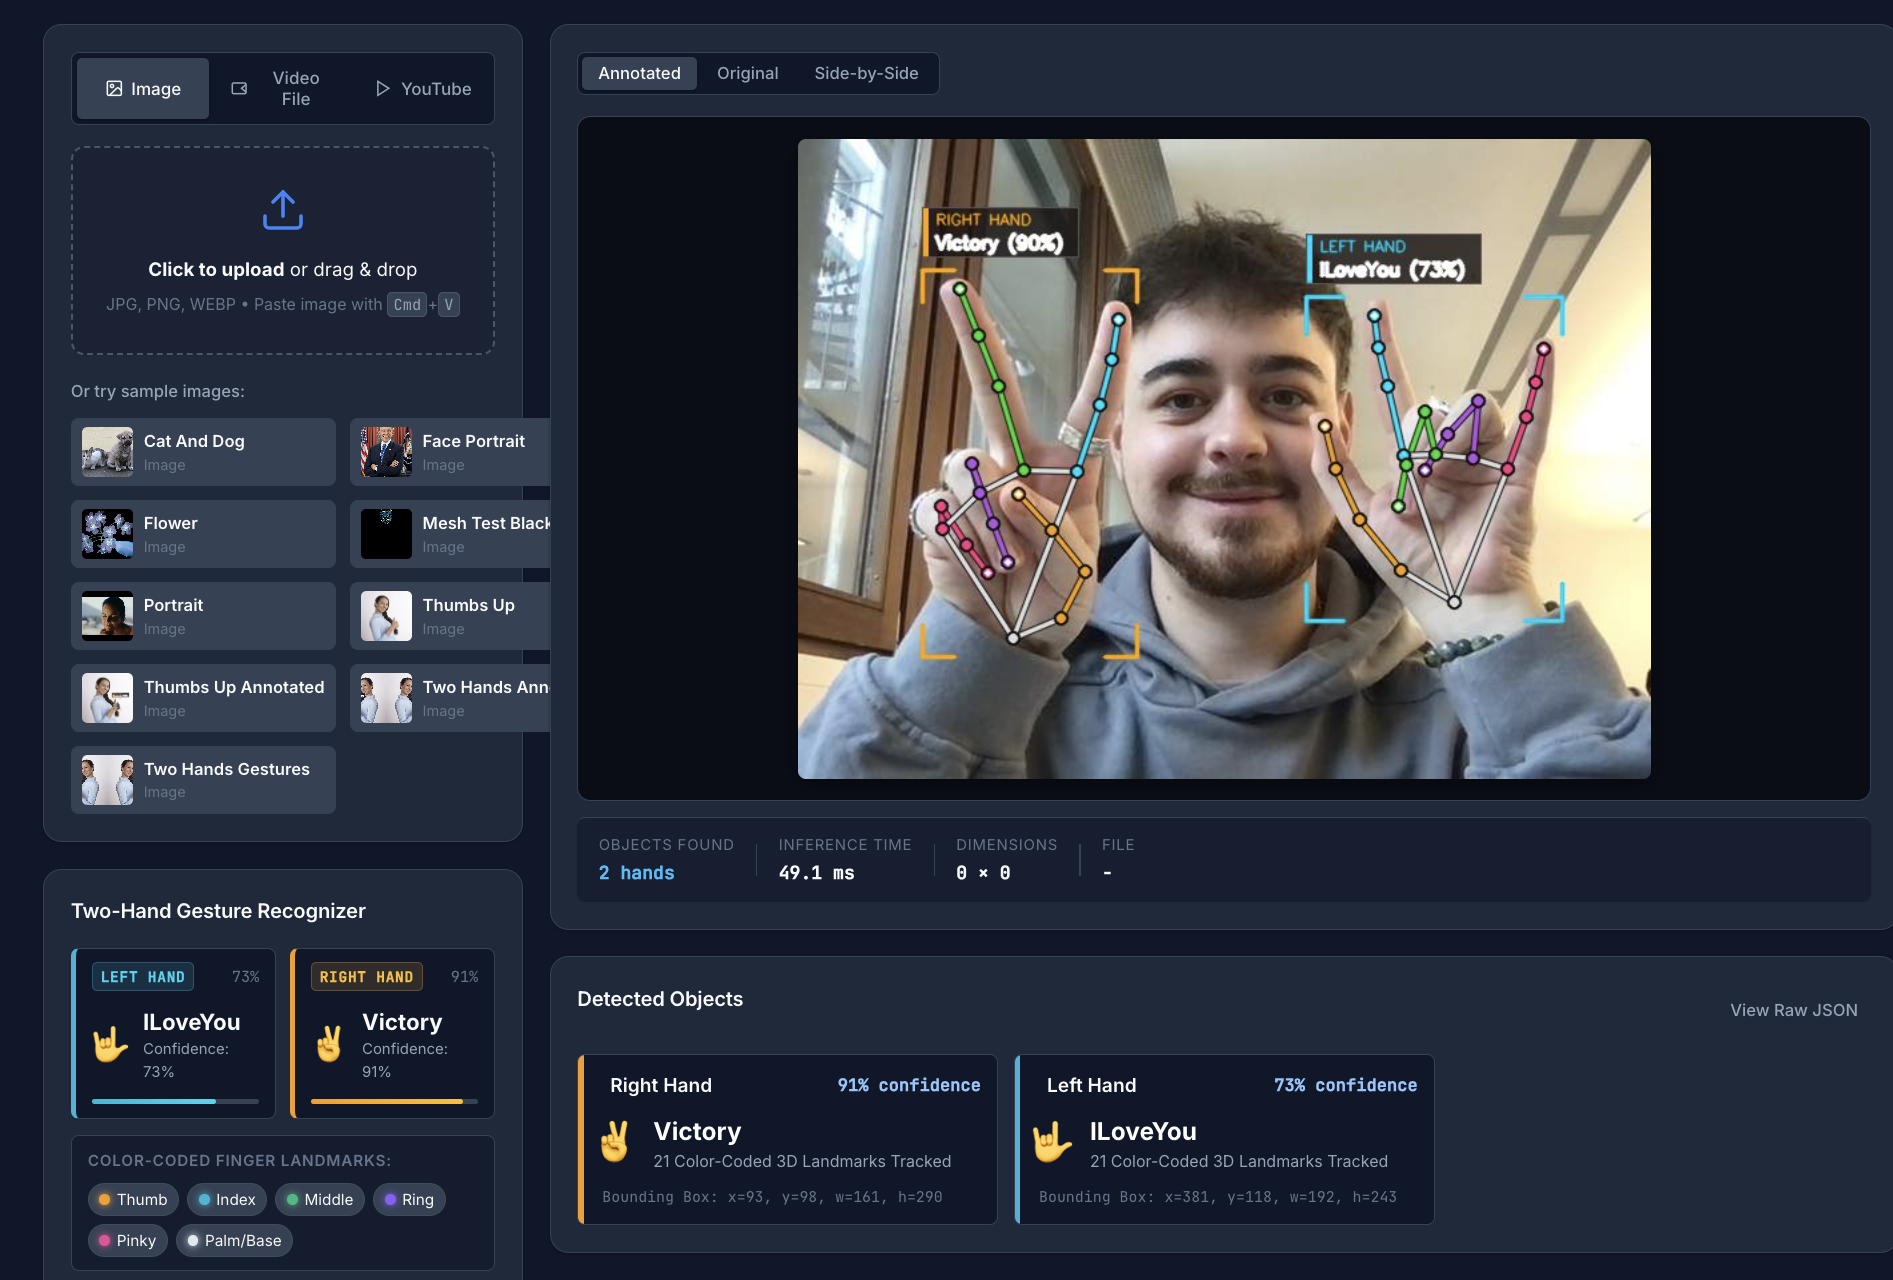 Image
Video
File
YouTube
Click to upload or drag & drop
JPG, PNG, WEBP • Paste image with Cmd+V
Or try sample images:
Cat And Dog
Image
Face Portrait
Image
Flower
Image
Mesh Test Black
Image
Portrait
Image
Thumbs Up
Image
Thumbs Up Annotated
Image
Two Hands Ann
Image
Two Hands Gestures
Image
Two-Hand Gesture Recognizer
LEFT HAND 73%
ILoveYou
Confidence:
73%
RIGHT HAND 91%
Victory
Confidence:
91%
COLOR-CODED FINGER LANDMARKS:
Thumb Index Middle Ring
Pinky Palm/Base
Annotated Original Side-by-Side
RIGHT HAND
Victory (90%)
LEFT HAND
ILoveYou (73%)
OBJECTS FOUND
2 hands
INFERENCE TIME
49.1 ms
DIMENSIONS
0 × 0
FILE
-
Detected Objects
View Raw JSON
Right Hand 91% confidence
Victory
21 Color-Coded 3D Landmarks Tracked
Bounding Box: x=93, y=98, w=161, h=290
Left Hand 73% confidence
ILoveYou
21 Color-Coded 3D Landmarks Tracked
Bounding Box: x=381, y=118, w=192, h=243